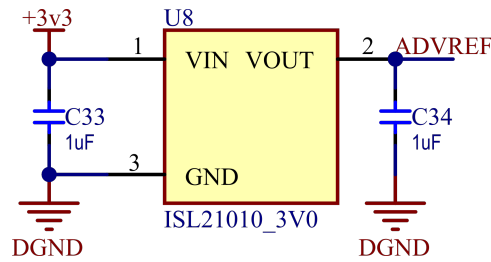 +3v3
U8
1
VIN
VOUT
2
ADVREF
C33
1uF
C34
1uF
3
GND
ISL21010_3V0
DGND
DGND